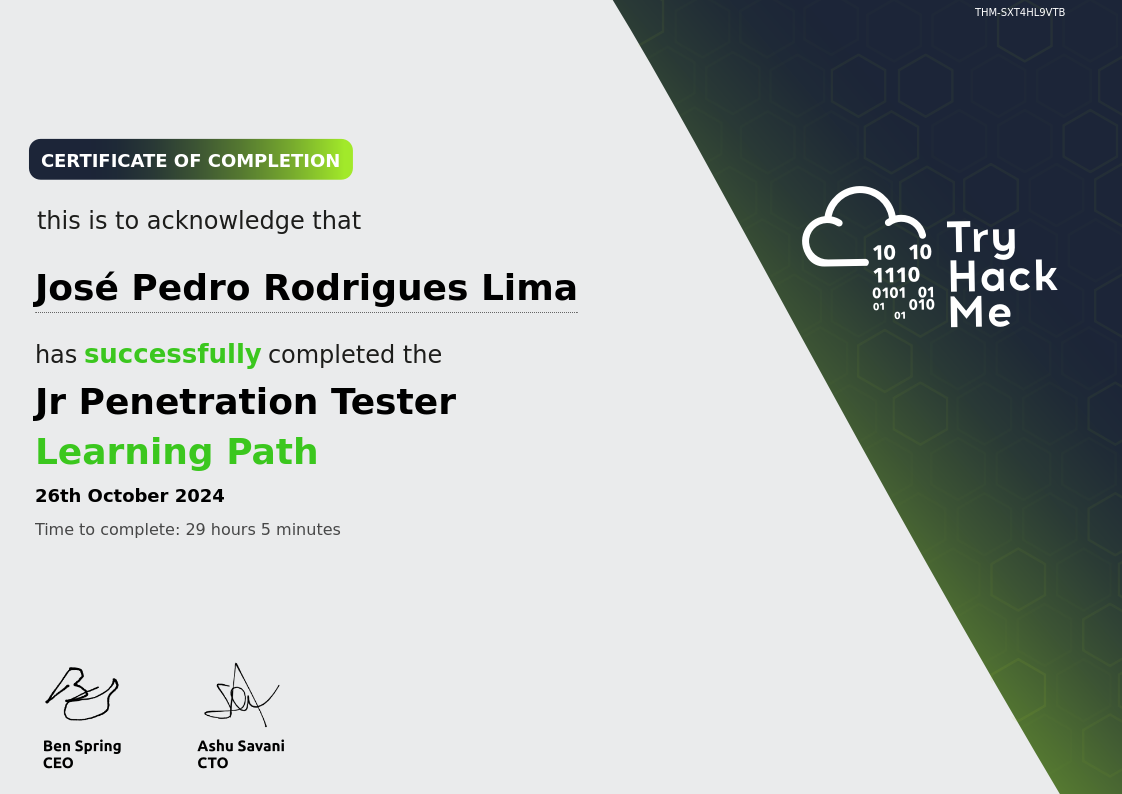 THM-SXT4HL9VTB
CERTIFICATE OF COMPLETION
this is to acknowledge that
José Pedro Rodrigues Lima
has successfully completed the
Jr Penetration Tester
Learning Path
26th October 2024
Time to complete: 29 hours 5 minutes
10 10
1110
0101 01
01 010
01
Try
Hack
Me
Ben Spring
CEO
Ashu Savani
CTO